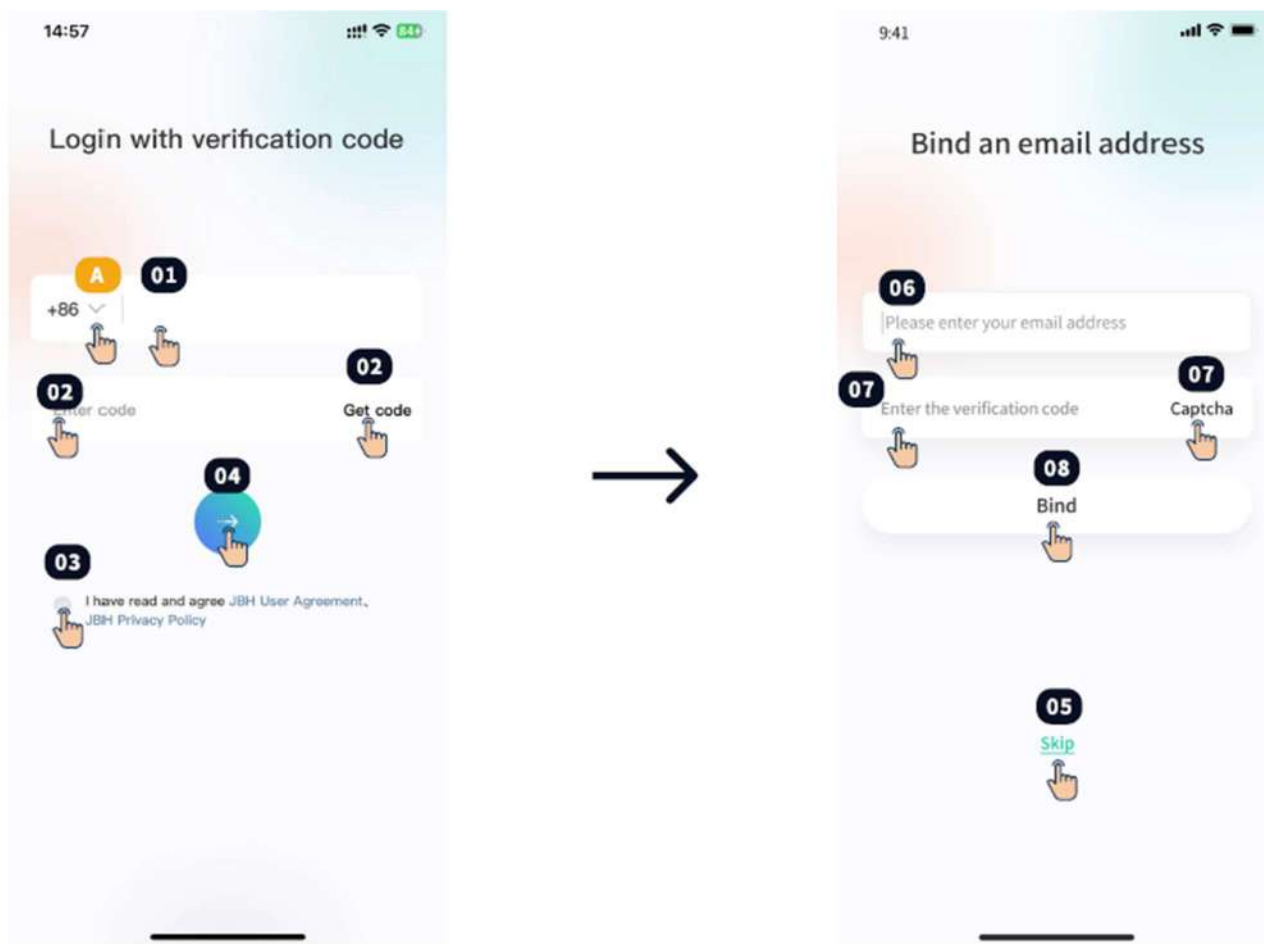 14:57
84
Login with verification code
A
01
+86
02
02
Enter code
Get code
04
03
I have read and agree JBH User Agreement、
JBH Privacy Policy
9:41
Bind an email address
06
Please enter your email address
07
07
Enter the verification code
Captcha
08
Bind
05
Skip